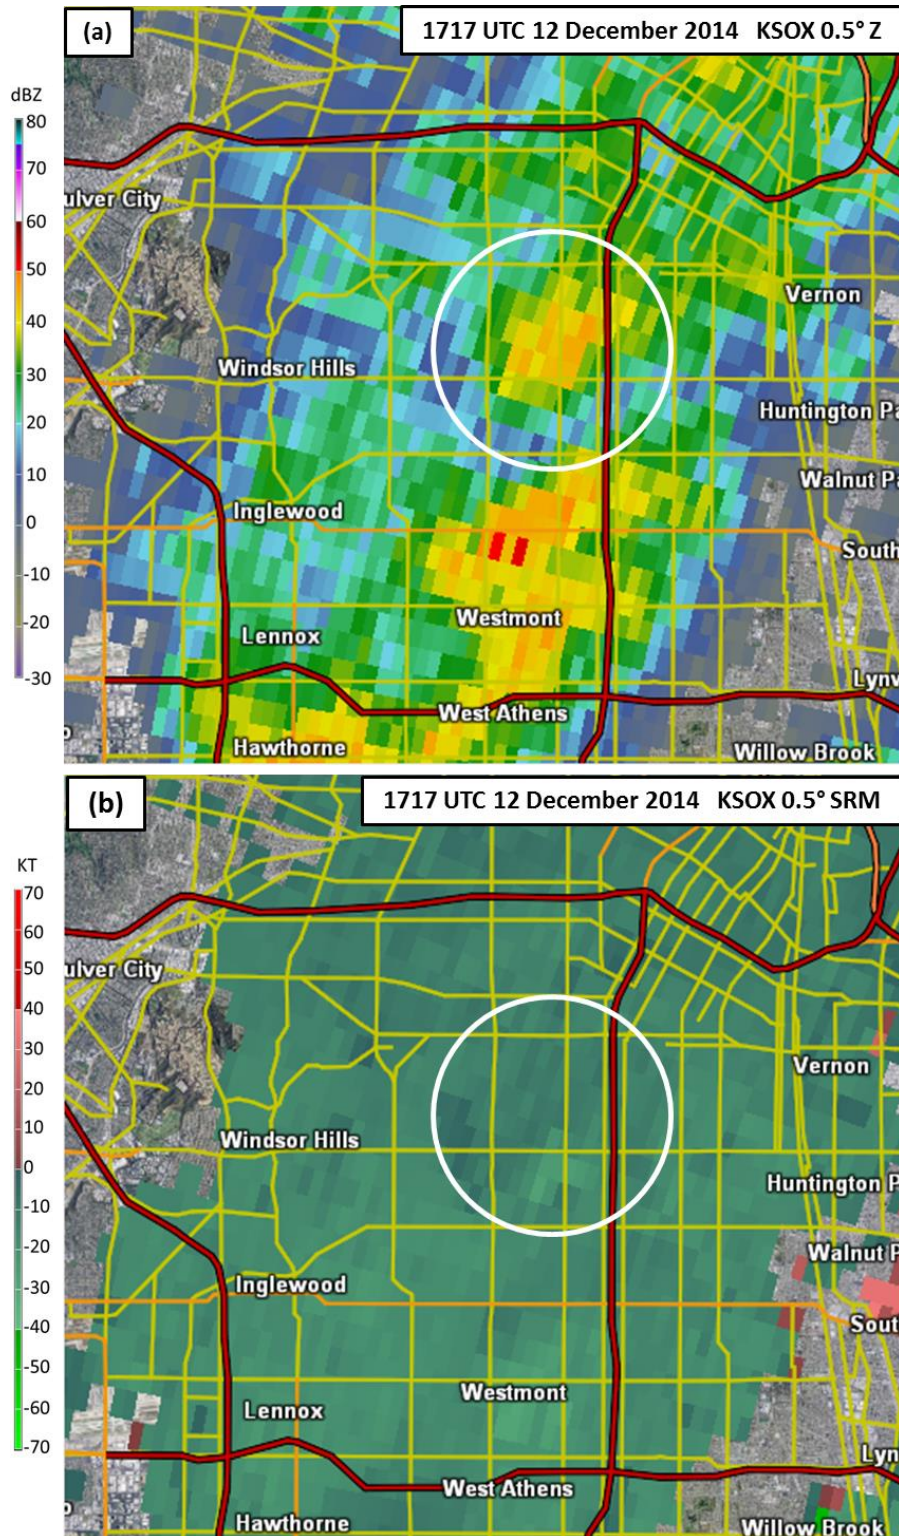 (a)
1717 UTC 12 December 2014 KSOX 0.5° Z
dBZ
80
70
60
50
40
30
20
10
0
-10
-20
-30
ulver City
Vernon
Windsor Hills
Huntington Pa
Walnut Pa
Inglewood
South
Westmont
Lennox
Lynw
West Athens
Hawthorne
Willow Brook
(b)
1717 UTC 12 December 2014 KSOX 0.5° SRM
KT
70
60
50
40
30
20
10
0
-10
-20
-30
-40
-50
-60
-70
ulver City
Vernon
Windsor Hills
Huntington P
Walnut P
Inglewood
Sout
Westmont
Lennox
Lyn
West Athens
Hawthorne
Willow Brook